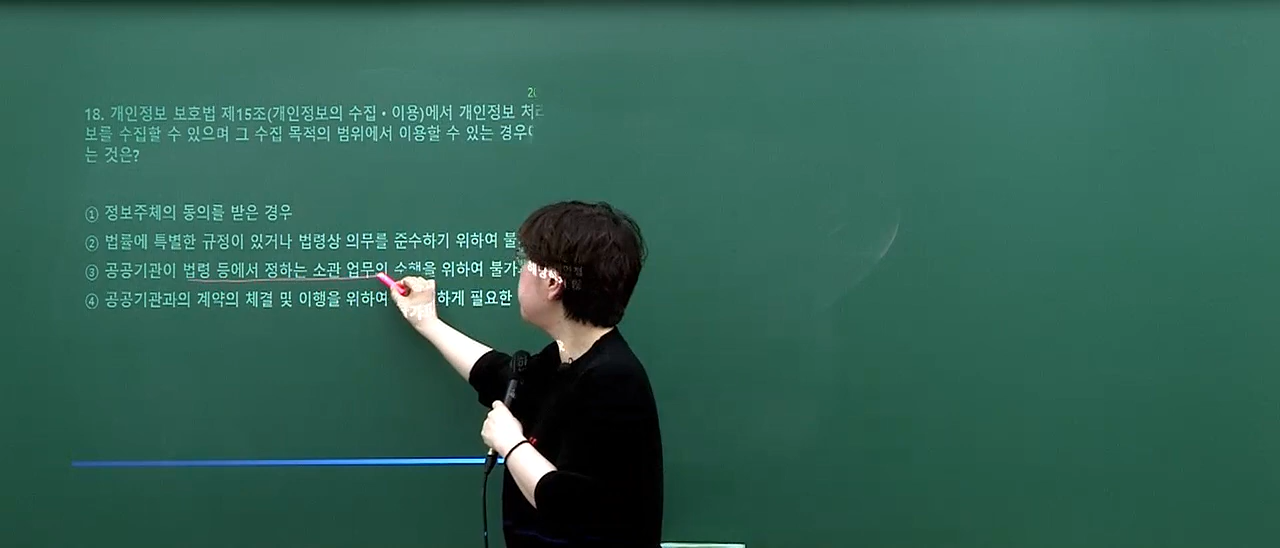 18. 개인정보 보호법 제15조(개인정보의 수집·이용)에서 개인정보
보를 수집할 수 있으며 그 수집 목적의 범위에서 이용할 수 있는
는 것은?
① 정보주체의 동의를 받은 경우
② 법률에 특별한 규정이 있거나 법령상 의무를 준수하기 위하여
③ 공공기관이 법령 등에서 정하는 소관 업무의 수행을 위하여
④ 공공기관과의 계약의 체결 및 이행을 위하여 하게 필요한